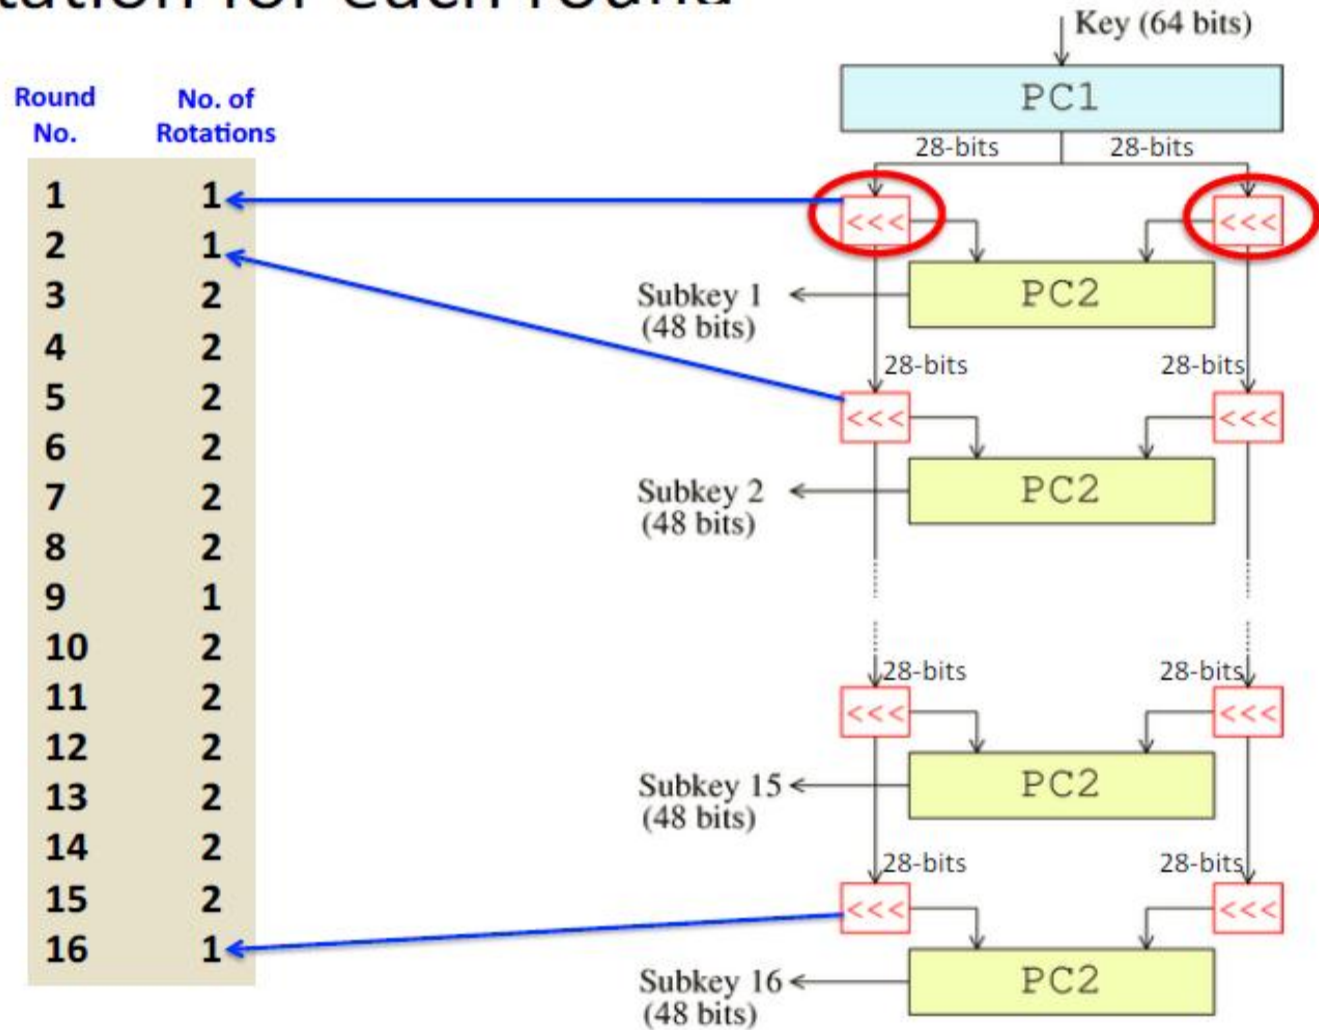 tation for each round
Round No.
No. of Rotations
1 1
2 1
3 2
4 2
5 2
6 2
7 2
8 2
9 1
10 2
11 2
12 2
13 2
14 2
15 2
16 1
Key (64 bits)
PC1
28-bits 28-bits
<<< <<<
PC2
Subkey 1
(48 bits)
28-bits 28-bits
<<< <<<
PC2
Subkey 2
(48 bits)
28-bits 28-bits
<<< <<<
PC2
Subkey 15
(48 bits)
28-bits 28-bits
<<< <<<
PC2
Subkey 16
(48 bits)